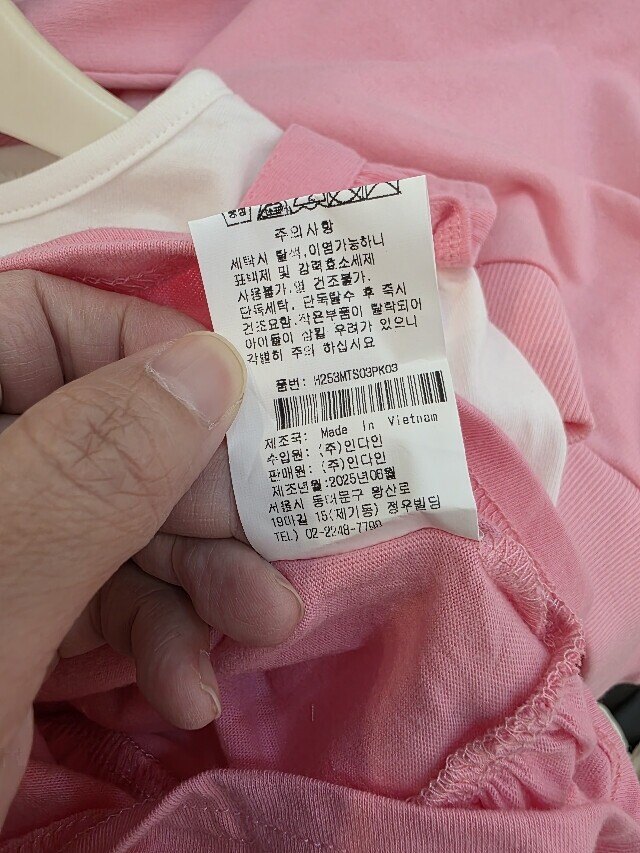 중성
주의사항
세탁시 탈색,이염가능하니
표백제 및 강력효소세제
사용불가.열 건조불가.
단독세탁, 단독탈수 후 즉시
건조요함.작은부품이 탈락되어
아이들이 삼킬 우려가 있으니
각별히 주의 하십시요
품번: H253MTS03PK03
제조국: Made In Vietnam
수입원: (주)인다인
판매원: (주)인다인
제조년월:2025년06월
서울시 동대문구 왕산로
19마길 15(제기동) 정우빌딩
TEL) 02-2248-7790